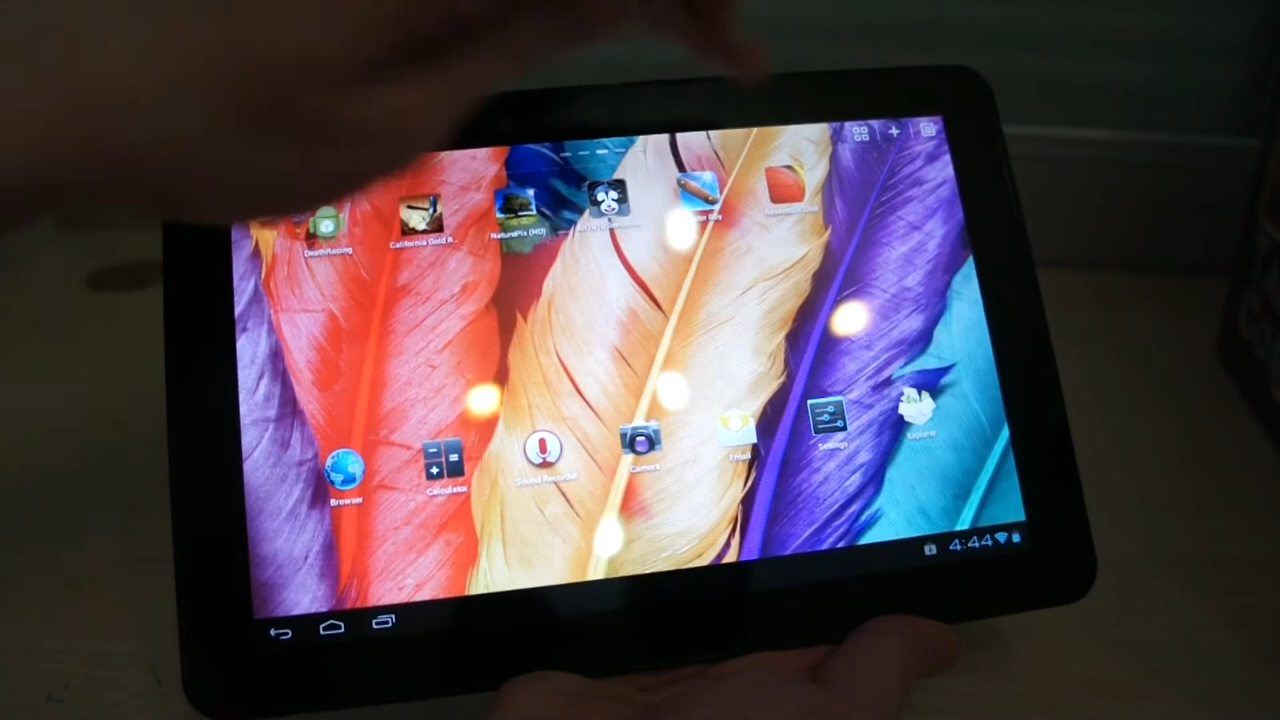 DeathRacing
California Gold R...
NaturePix (HD)
Browser
Calculator
Sound Recorder
Camera
Email
Settings
Explorer
4:44